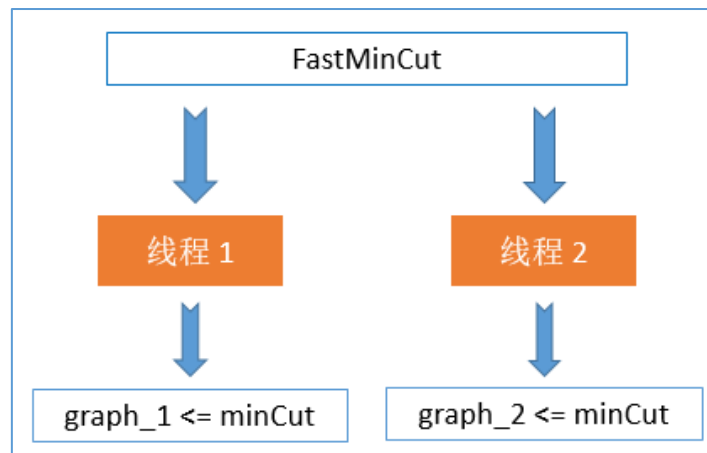 FastMinCut
线程 1
线程 2
graph_1 <= minCut
graph_2 <= minCut